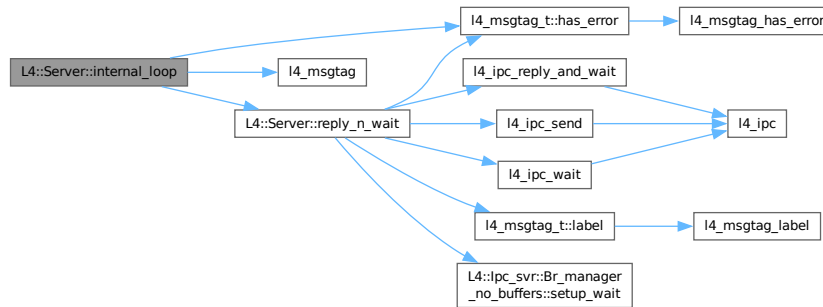 L4::Server::internal_loop
l4_msgtag_t::has_error
l4_msgtag_has_error
l4_msgtag
L4::Server::reply_n_wait
l4_ipc_reply_and_wait
l4_ipc_send
l4_ipc
l4_ipc_wait
l4_msgtag_t::label
l4_msgtag_label
L4::Ipc_svr::Br_manager
_no_buffers::setup_wait